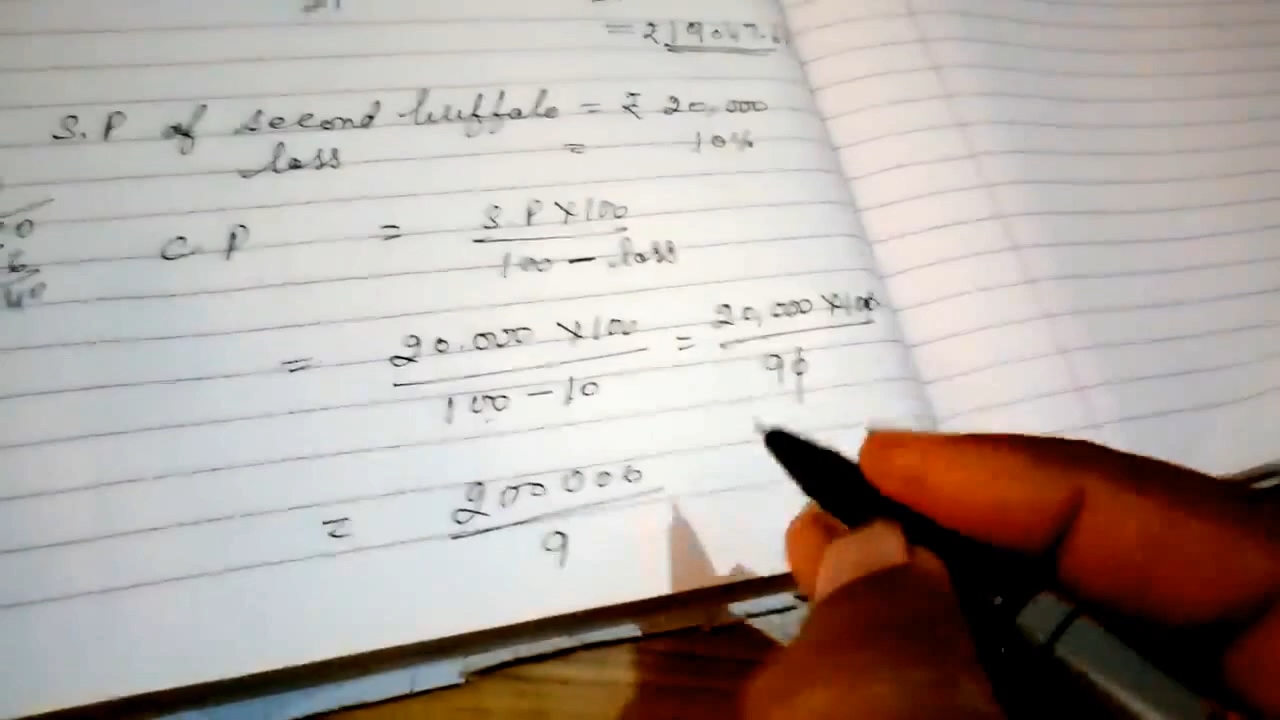 = ₹ 19047.6
S.P of second buffalo = ₹ 20,000
loss = 10%
C.P = S.P × 100
100 - loss
= 20,000 × 100 = 20,000 × 100
100 - 10 90
= 200000
9